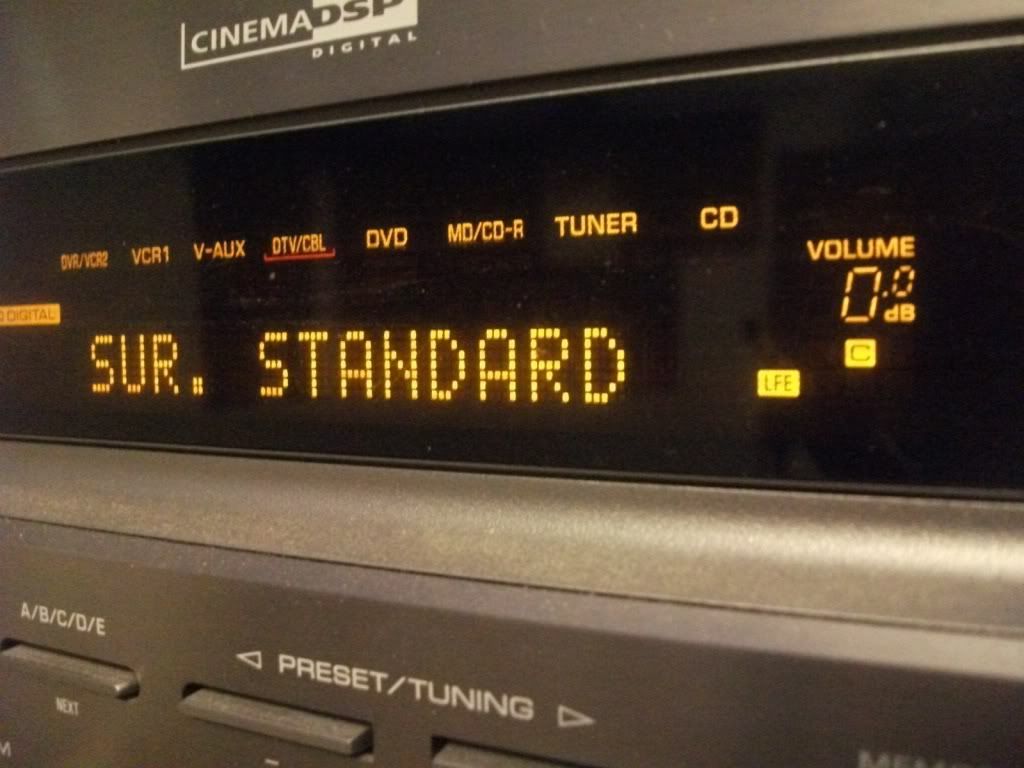 CINEMA DSP
DIGITAL
DVR/VCR2 VCR1 V-AUX DTV/CBL DVD MD/CD-R TUNER CD
VOLUME
0.0
dB
DIGITAL
SUR. STANDARD
C
LFE
A/B/C/D/E
PRESET/TUNING
NEXT
M